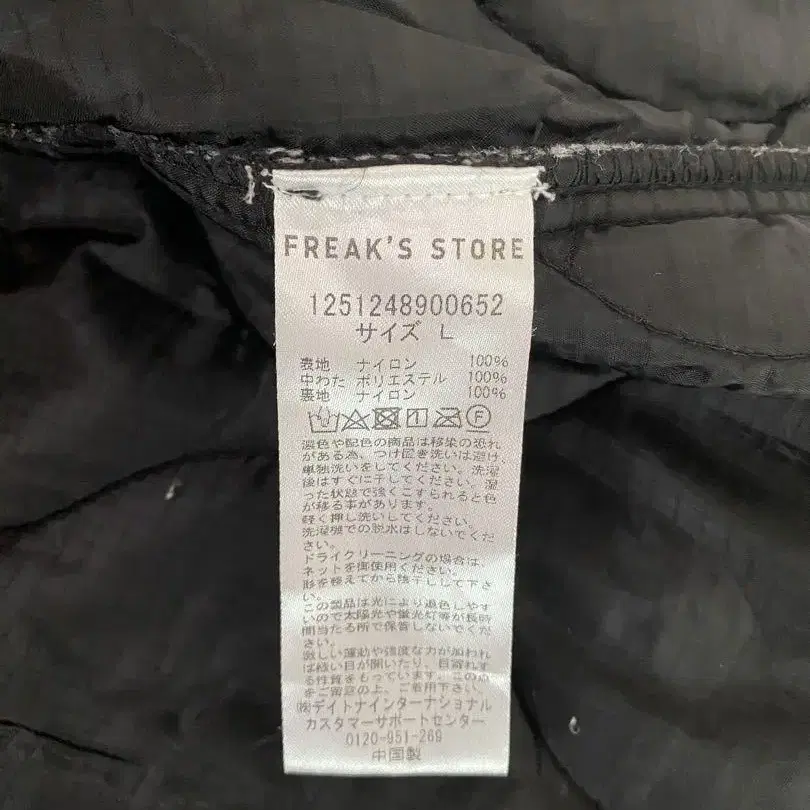 FREAK'S STORE
1251248900652
サイズ L
表地 ナイロン 100%
中わた ポリエステル 100%
裏地 ナイロン 100%
F
濃色や配色の商品は移染の恐れ
がある為、つけ置き洗いは避け、
単独洗いをしてください。洗濯
後はすぐに干してください。湿
った状態で強くこすられると色
が移る事があります。
軽く押し洗いしてください。
洗濯機での脱水はしないでくだ
さい。
ドライクリーニングの場合は、
ネットを御使用ください。
形を整えてから陰干しして下さ
い。
この製品は光により退色しやす
いので太陽光や蛍光灯等が長時
間当たる所で保管しないでくだ
さい。
激しい運動や強度な力が加われ
ば縫い目が開いたり、目寄れす
る性質をもっています。この点
をご留意の上、ご着用下さい。
㈱デイトナインターナショナル
カスタマーサポートセンター
0120-951-269
中国製